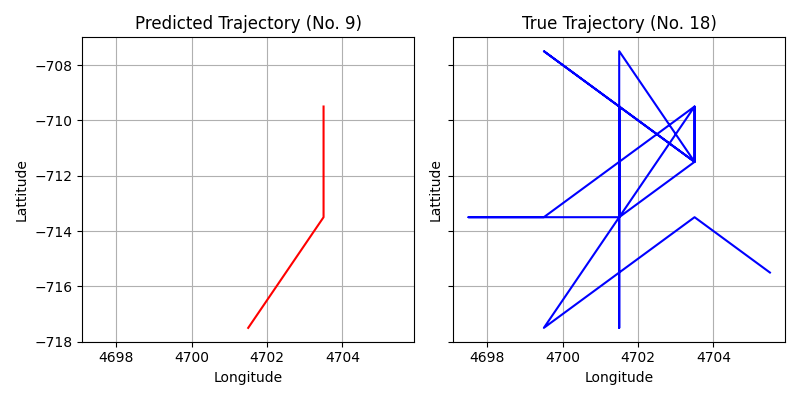 Predicted Trajectory (No. 9)
True Trajectory (No. 18)
Lattitude
−708
−710
−712
−714
−716
−718
4698 4700 4702 4704
Longitude
Lattitude
4698 4700 4702 4704
Longitude